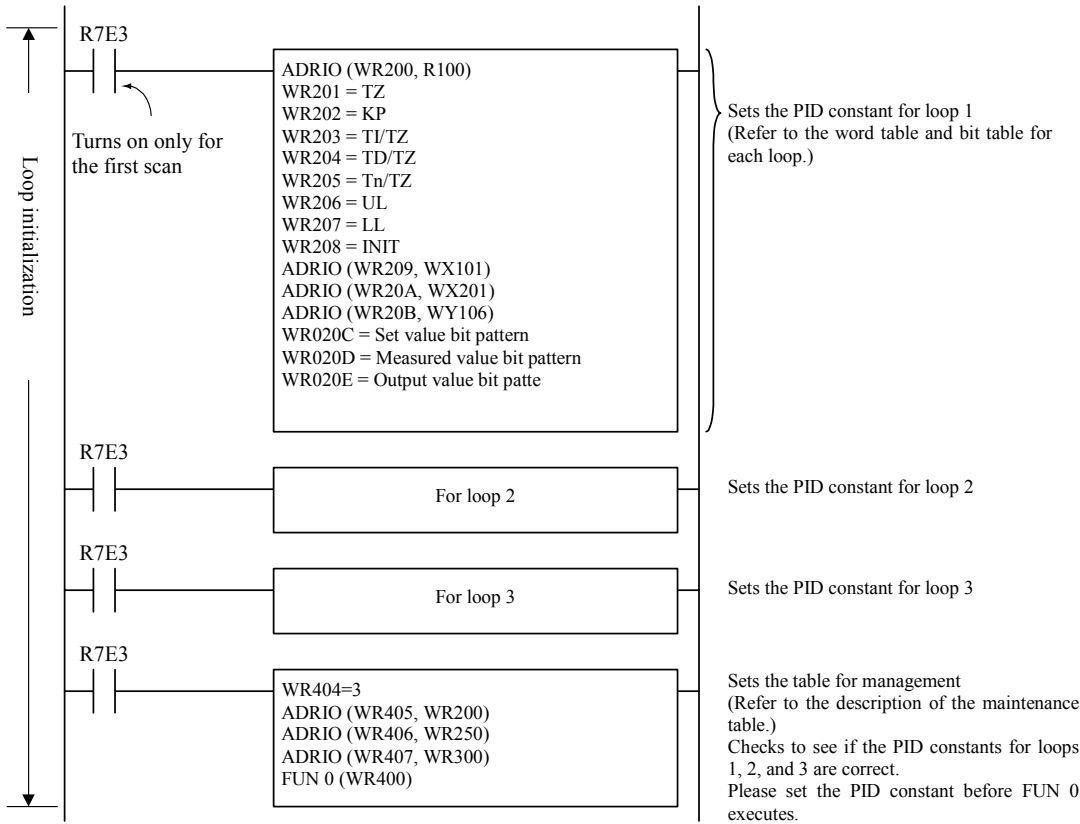 R7E3
Turns on only for
the first scan
Loop initialization
ADRIO (WR200, R100)
WR201 = TZ
WR202 = KP
WR203 = TI/TZ
WR204 = TD/TZ
WR205 = Tn/TZ
WR206 = UL
WR207 = LL
WR208 = INIT
ADRIO (WR209, WX101)
ADRIO (WR20A, WX201)
ADRIO (WR20B, WY106)
WR020C = Set value bit pattern
WR020D = Measured value bit pattern
WR020E = Output value bit patte
Sets the PID constant for loop 1
(Refer to the word table and bit table for
each loop.)
R7E3
For loop 2
Sets the PID constant for loop 2
R7E3
For loop 3
Sets the PID constant for loop 3
R7E3
WR404=3
ADRIO (WR405, WR200)
ADRIO (WR406, WR250)
ADRIO (WR407, WR300)
FUN 0 (WR400)
Sets the table for management
(Refer to the description of the maintenance
table.)
Checks to see if the PID constants for loops
1, 2, and 3 are correct.
Please set the PID constant before FUN 0
executes.